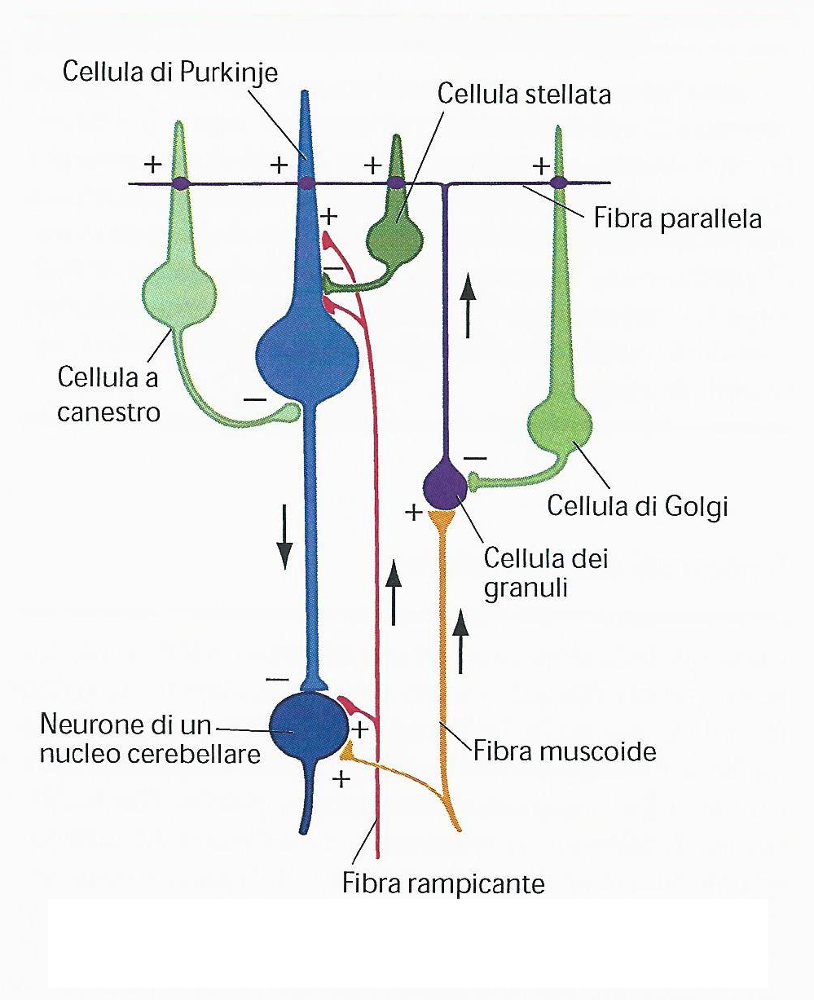 Cellula di Purkinje
Cellula stellata
+
+
+
+
Fibra parallela
+
−
Cellula a
canestro
−
−
Cellula di Golgi
+
Cellula dei
granuli
−
Neurone di un
nucleo cerebellare
+
Fibra muscoide
+
Fibra rampicante